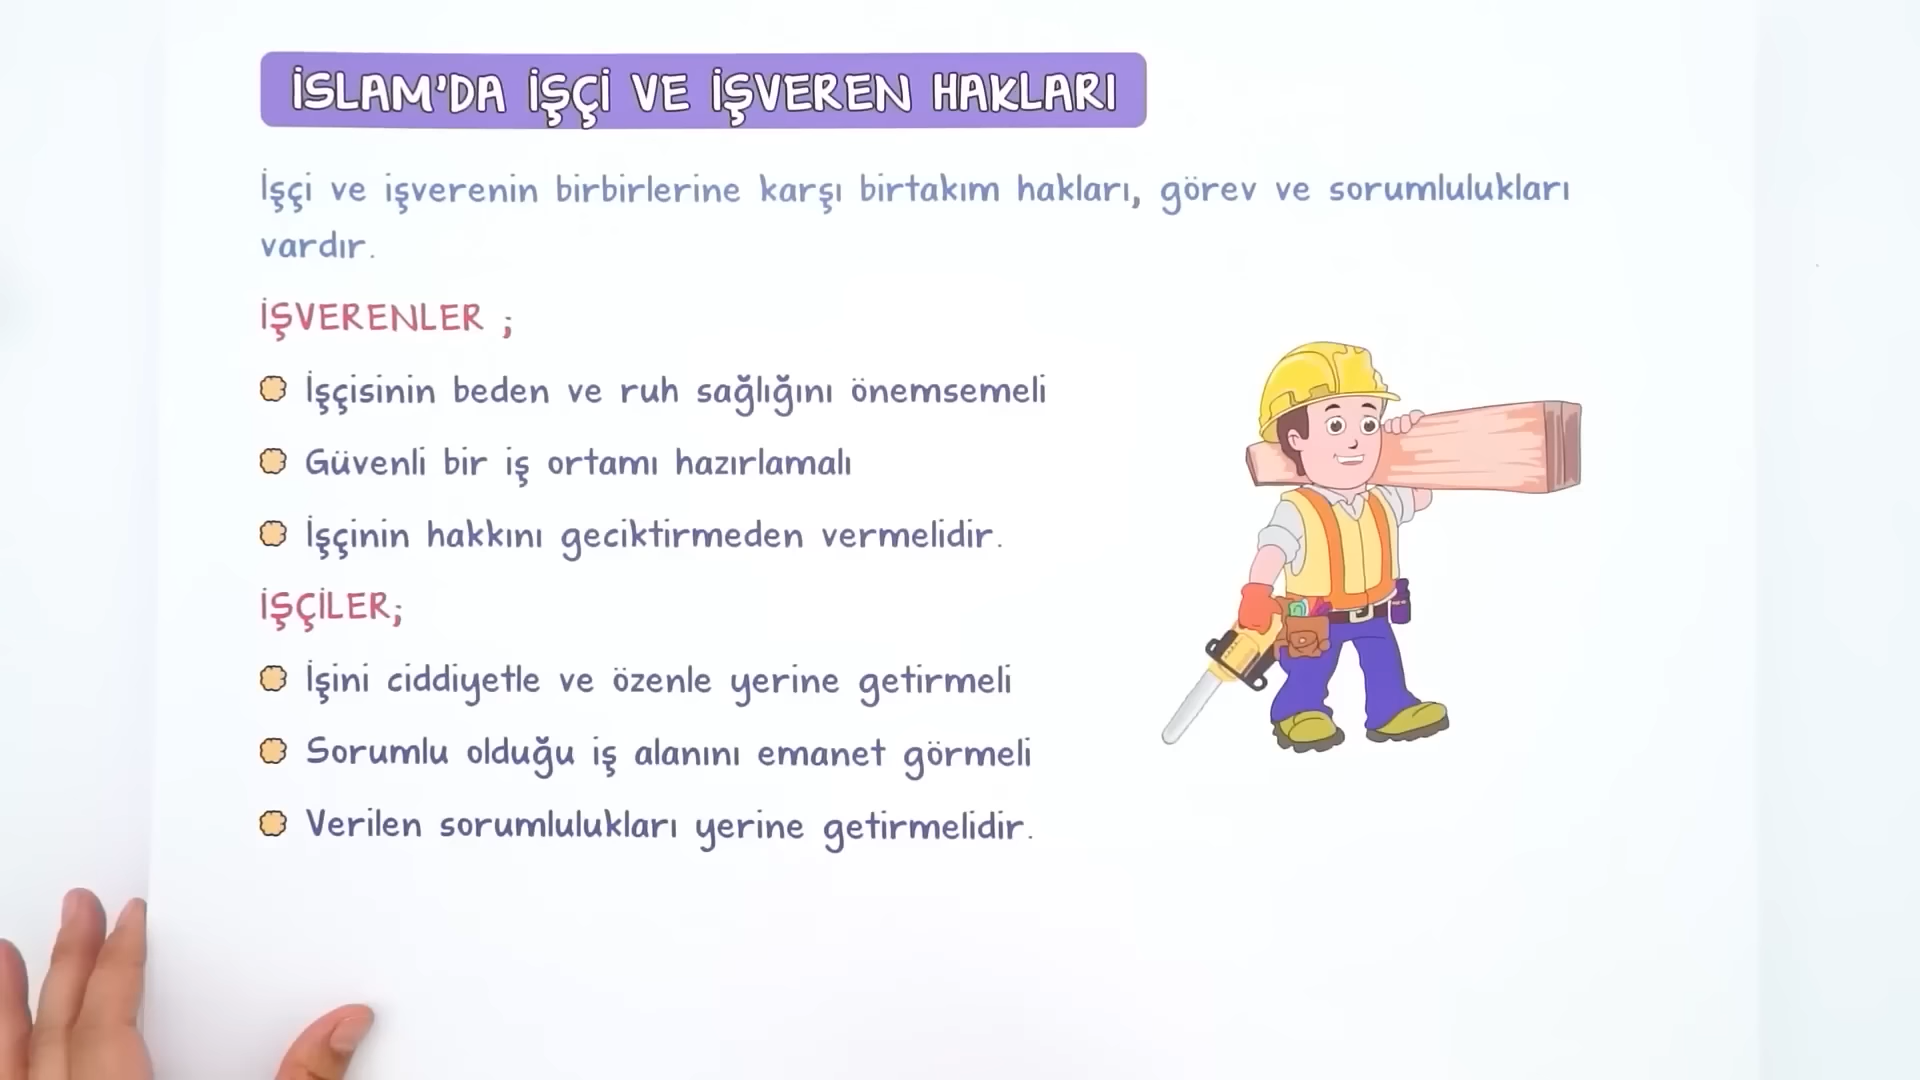 İSLAM'DA İŞÇİ VE İŞVEREN HAKLARI
İşçi ve işverenin birbirlerine karşı birtakım hakları, görev ve sorumlulukları
vardır.
İŞVERENLER ;
İşçisinin beden ve ruh sağlığını önemsemeli
Güvenli bir iş ortamı hazırlamalı
İşçinin hakkını geciktirmeden vermelidir.
İŞÇİLER;
İşini ciddiyetle ve özenle yerine getirmeli
Sorumlu olduğu iş alanını emanet görmeli
Verilen sorumlulukları yerine getirmelidir.